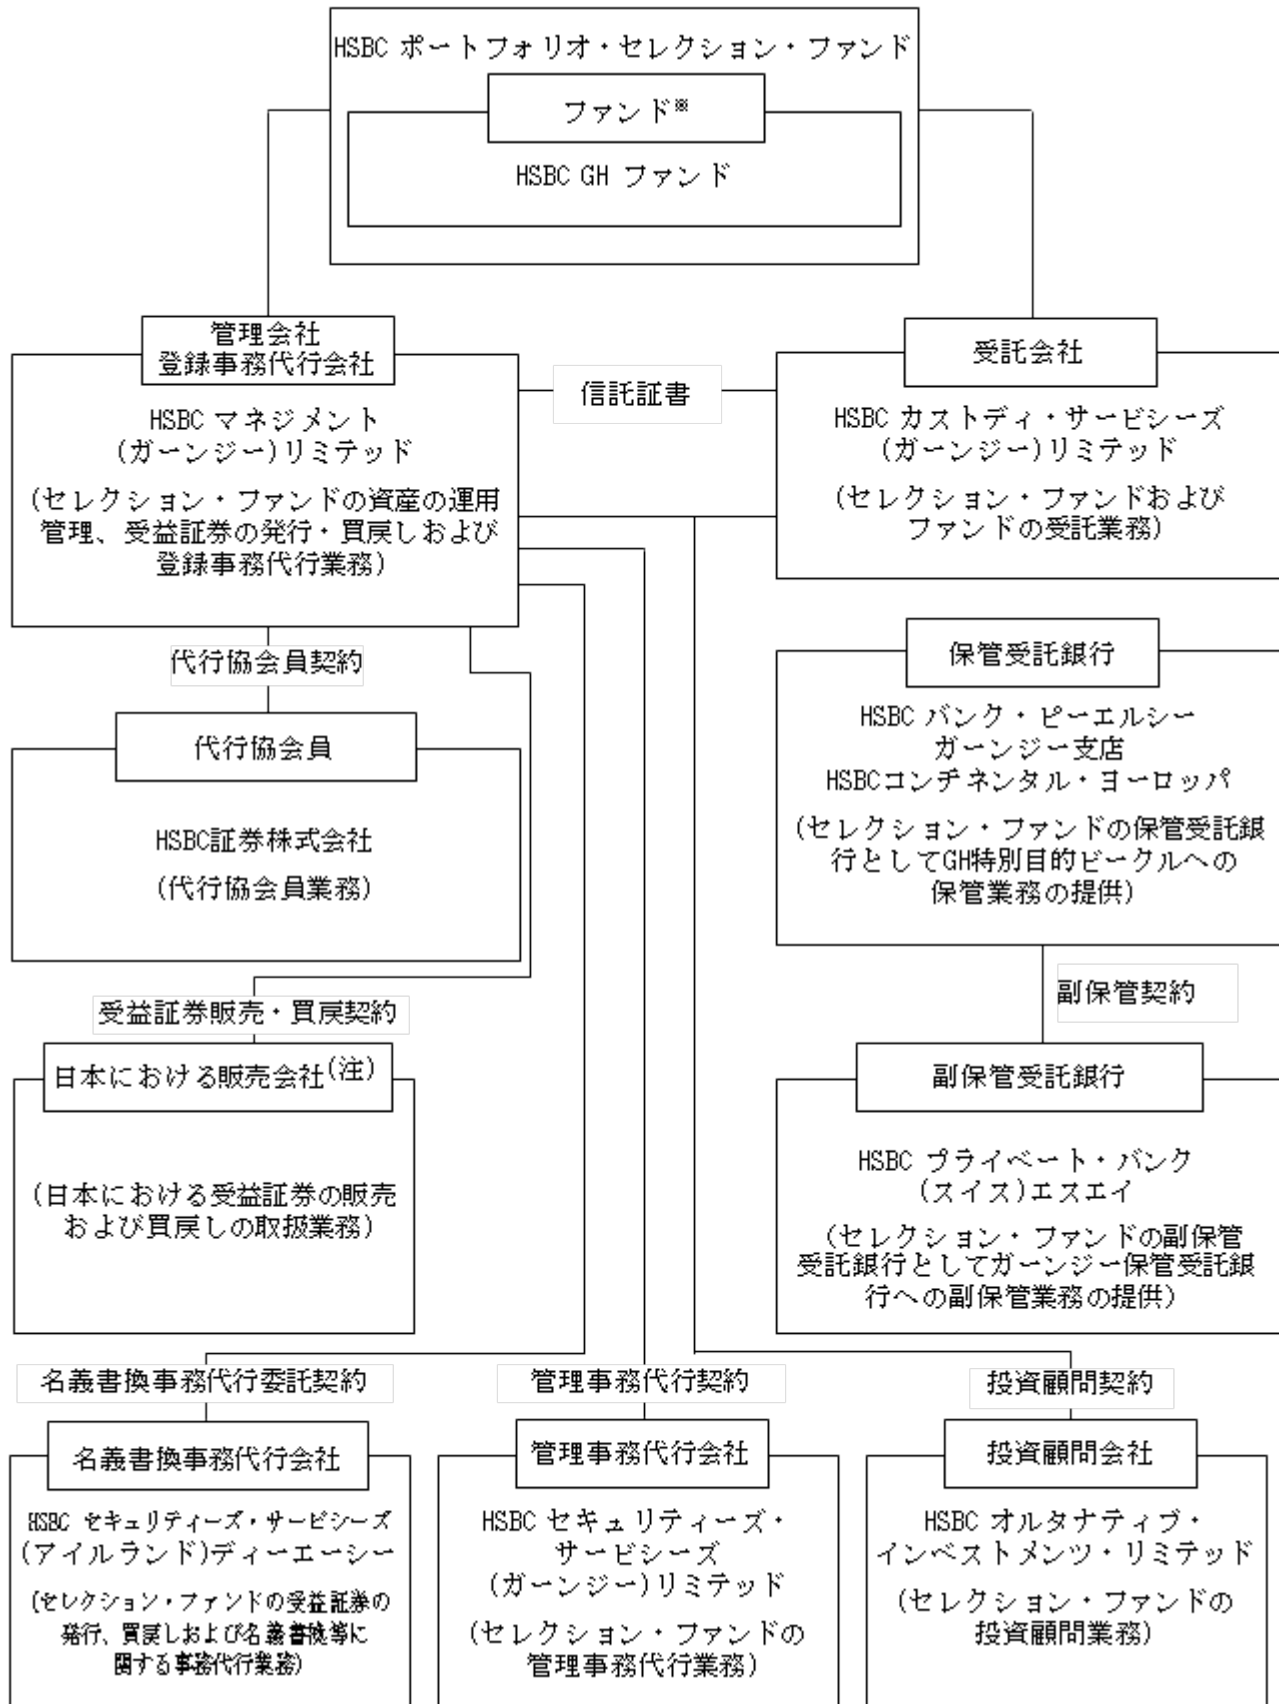 HSBC ポートフォリオ・セレクション・ファンド
ファンド※
HSBC GH ファンド
管理会社
登録事務代行会社
HSBC マネジメント
(ガーンジー)リミテッド
(セレクション・ファンドの資産の運用
管理、受益証券の発行・買戻しおよび
登録事務代行業務)
信託証書
受託会社
HSBC カストディ・サービシーズ
(ガーンジー)リミテッド
(セレクション・ファンドおよび
ファンドの受託業務)
代行協会員契約
代行協会員
HSBC証券株式会社
(代行協会員業務)
保管受託銀行
HSBC バンク・ピーエルシー
ガーンジー支店
HSBCコンチネンタル・ヨーロッパ
(セレクション・ファンドの保管受託銀
行としてGH特別目的ビークルへの
保管業務の提供)
副保管契約
受益証券販売・買戻契約
日本における販売会社(注)
(日本における受益証券の販売
および買戻しの取扱業務)
副保管受託銀行
HSBC プライベート・バンク
(スイス)エスエイ
(セレクション・ファンドの副保管
受託銀行としてガーンジー保管受託銀
行への副保管業務の提供)
名義書換事務代行委託契約
名義書換事務代行会社
HSBC セキュリティーズ・サービシーズ
(アイルランド)ディーエーシー
(セレクション・ファンドの受益証券の
発行、買戻しおよび名義書換等に
関する事務代行業務)
管理事務代行契約
管理事務代行会社
HSBC セキュリティーズ・
サービシーズ
(ガーンジー)リミテッド
(セレクション・ファンドの
管理事務代行業務)
投資顧問契約
投資顧問会社
HSBC オルタナティブ・
インベストメンツ・リミテッド
(セレクション・ファンドの
投資顧問業務)